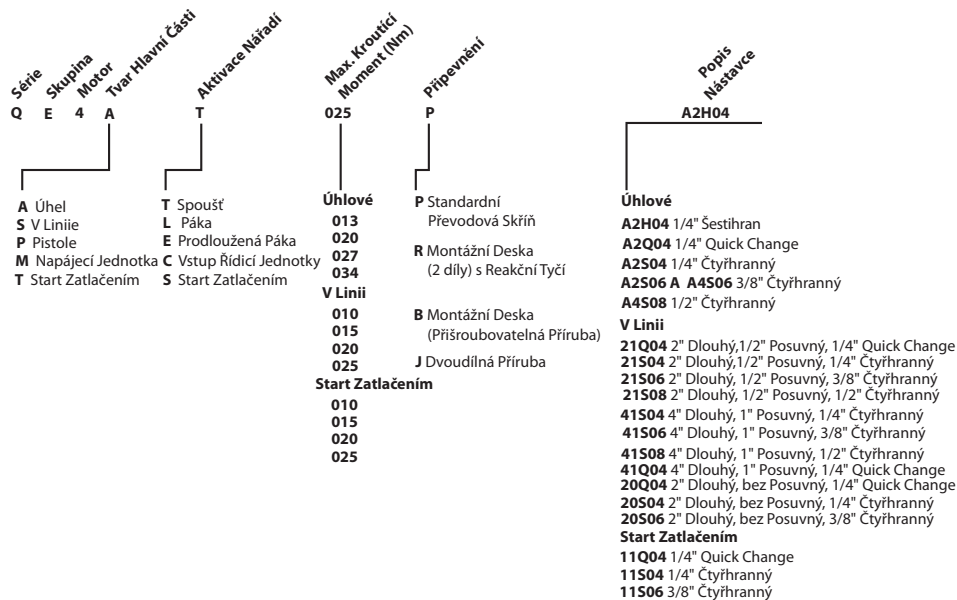 Série
Skupina
Motor
Tvar Hlavní Části
Aktivace Nářadí
Max. Kroutící
Moment (Nm)
Připevnění
Popis
Nástavce
Q E 4 A T 025 P A2H04
A Úhel
S V Liniie
P Pistole
M Napájecí Jednotka
T Start Zatlačením
T Spoušť
L Páka
E Prodloužená Páka
C Vstup Řídicí Jednotky
S Start Zatlačením
Úhlové
013
020
027
034
V Linii
010
015
020
025
Start Zatlačením
010
015
020
025
P Standardní
Převodová Skříň
R Montážní Deska
(2 díly) s Reakční Tyčí
B Montážní Deska
(Přišroubovatelná Příruba)
J Dvoudílná Příruba
Úhlové
A2H04 1/4" Šestihran
A2Q04 1/4" Quick Change
A2S04 1/4" Čtyřhranný
A2S06 A A4S06 3/8" Čtyřhranný
A4S08 1/2" Čtyřhranný
V Linii
21Q04 2" Dlouhý,1/2" Posuvný, 1/4" Quick Change
21S04 2" Dlouhý,1/2" Posuvný, 1/4" Čtyřhranný
21S06 2" Dlouhý, 1/2" Posuvný, 3/8" Čtyřhranný
21S08 2" Dlouhý, 1/2" Posuvný, 1/2" Čtyřhranný
41S04 4" Dlouhý, 1" Posuvný, 1/4" Čtyřhranný
41S06 4" Dlouhý, 1" Posuvný, 3/8" Čtyřhranný
41S08 4" Dlouhý, 1" Posuvný, 1/2" Čtyřhranný
41Q04 4" Dlouhý, 1" Posuvný, 1/4" Quick Change
20Q04 2" Dlouhý, bez Posuvný, 1/4" Quick Change
20S04 2" Dlouhý, bez Posuvný, 1/4" Čtyřhranný
20S06 2" Dlouhý, bez Posuvný, 3/8" Čtyřhranný
Start Zatlačením
11Q04 1/4" Quick Change
11S04 1/4" Čtyřhranný
11S06 3/8" Čtyřhranný